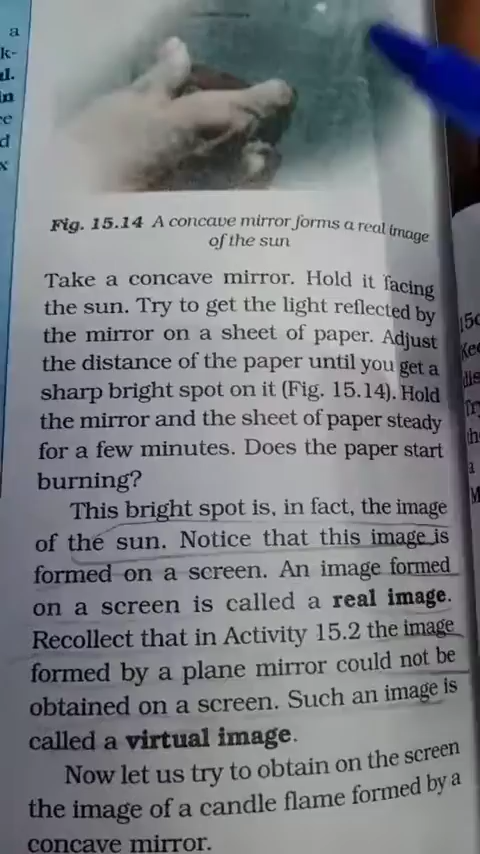 Fig. 15.14 A concave mirror forms a real image
of the sun
Take a concave mirror. Hold it facing
the sun. Try to get the light reflected by
the mirror on a sheet of paper. Adjust
the distance of the paper until you get a
sharp bright spot on it (Fig. 15.14). Hold
the mirror and the sheet of paper steady
for a few minutes. Does the paper start
burning?
This bright spot is, in fact, the image
of the sun. Notice that this image is
formed on a screen. An image formed
on a screen is called a real image.
Recollect that in Activity 15.2 the image
formed by a plane mirror could not be
obtained on a screen. Such an image is
called a virtual image.
Now let us try to obtain on the screen
the image of a candle flame formed by a
concave mirror.